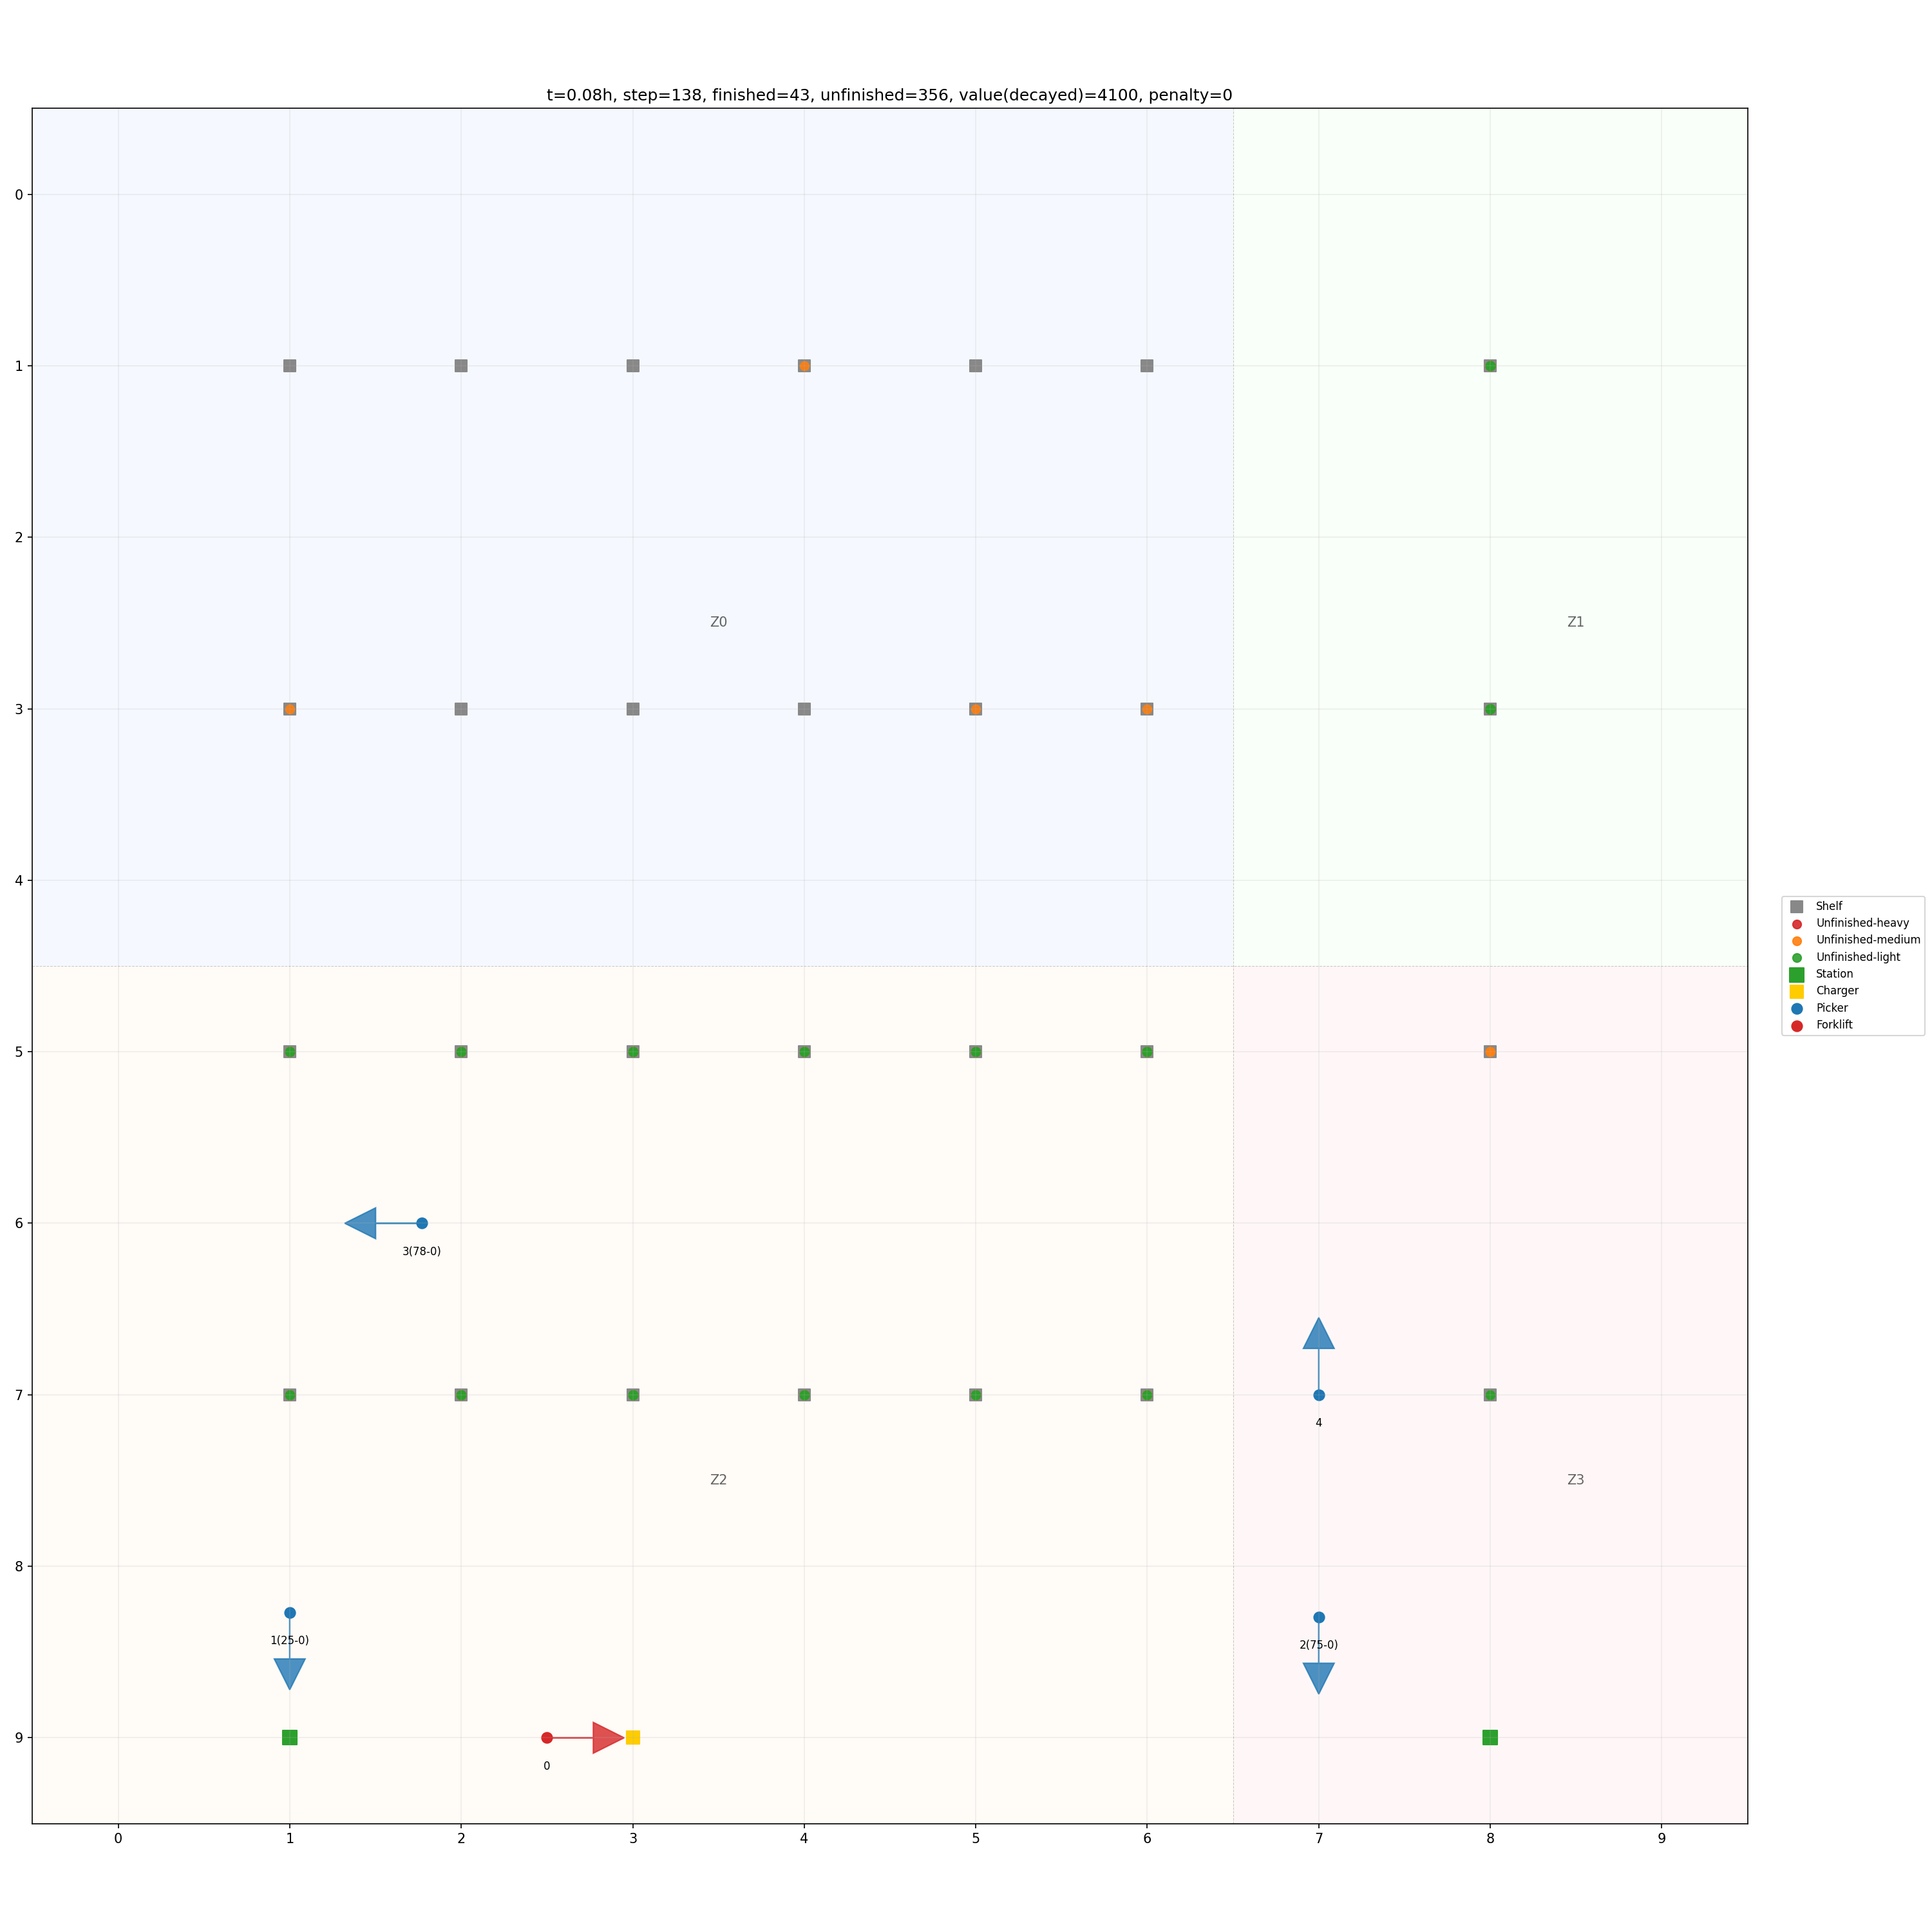 t=0.08h, step=138, finished=43, unfinished=356, value(decayed)=4100, penalty=0
0
1
2
Z0
Z1
3
4
Shelf
Unfinished-heavy
Unfinished-medium
Unfinished-light
Station
Charger
Picker
Forklift
5
6
3(78-0)
7
4
Z2
Z3
8
1(25-0)
2(75-0)
9
0
0 1 2 3 4 5 6 7 8 9